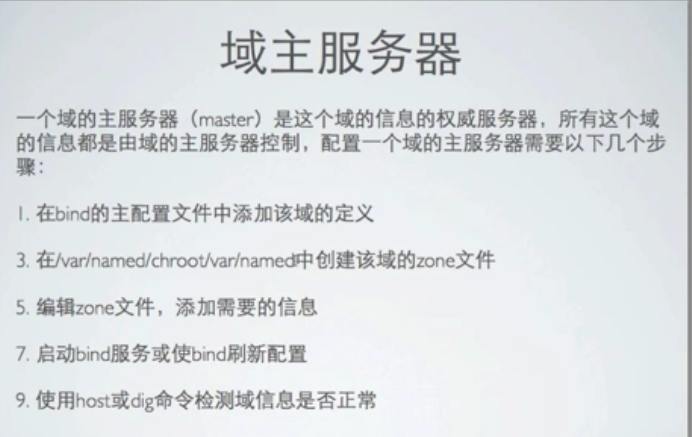 域主服务器
一个域的主服务器（master）是这个域的信息的权威服务器，所有这个域
的信息都是由域的主服务器控制，配置一个域的主服务器需要以下几个步
骤：
1. 在bind的主配置文件中添加该域的定义
3. 在/var/named/chroot/var/named中创建该域的zone文件
5. 编辑zone文件，添加需要的信息
7. 启动bind服务或使bind刷新配置
9. 使用host或dig命令检测域信息是否正常